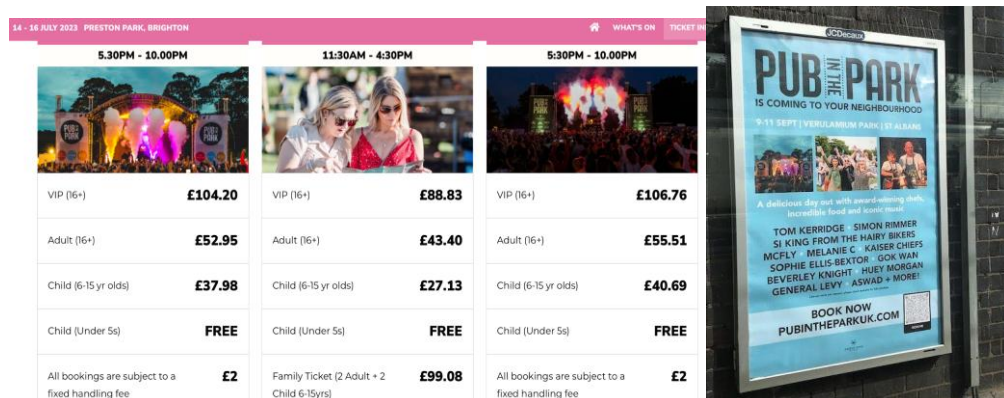 14 - 16 JULY 2023 PRESTON PARK, BRIGHTON
WHAT'S ON
TICKET IN
5.30PM - 10.00PM
PUB IN THE PARK
PUB IN THE PARK
VIP (16+) £104.20
Adult (16+) £52.95
Child (6-15 yr olds) £37.98
Child (Under 5s) FREE
All bookings are subject to a £2
fixed handling fee
11:30AM - 4:30PM
VIP (16+) £88.83
Adult (16+) £43.40
Child (6-15 yr olds) £27.13
Child (Under 5s) FREE
Family Ticket (2 Adult + 2 £99.08
Child 6-15yrs)
5:30PM - 10:00PM
VIP (16+) £106.76
Adult (16+) £55.51
Child (6-15 yr olds) £40.69
Child (Under 5s) FREE
All bookings are subject to a £2
fixed handling fee
JCDecaux
PUB IN THE PARK
IS COMING TO YOUR NEIGHBOURHOOD
9-11 SEPT | VERULAMIUM PARK | ST ALBANS
A delicious day out with award-winning chefs,
incredible food and iconic music
TOM KERRIDGE SIMON RIMMER
SI KING FROM THE HAIRY BIKERS
MCFLY MELANIE C KAISER CHIEFS
SOPHIE ELLIS-BEXTOR GOK WAN
BEVERLEY KNIGHT HUEY MORGAN
GENERAL LEVY ASWAD + MORE!
BOOK NOW
PUBINTHEPARKUK.COM